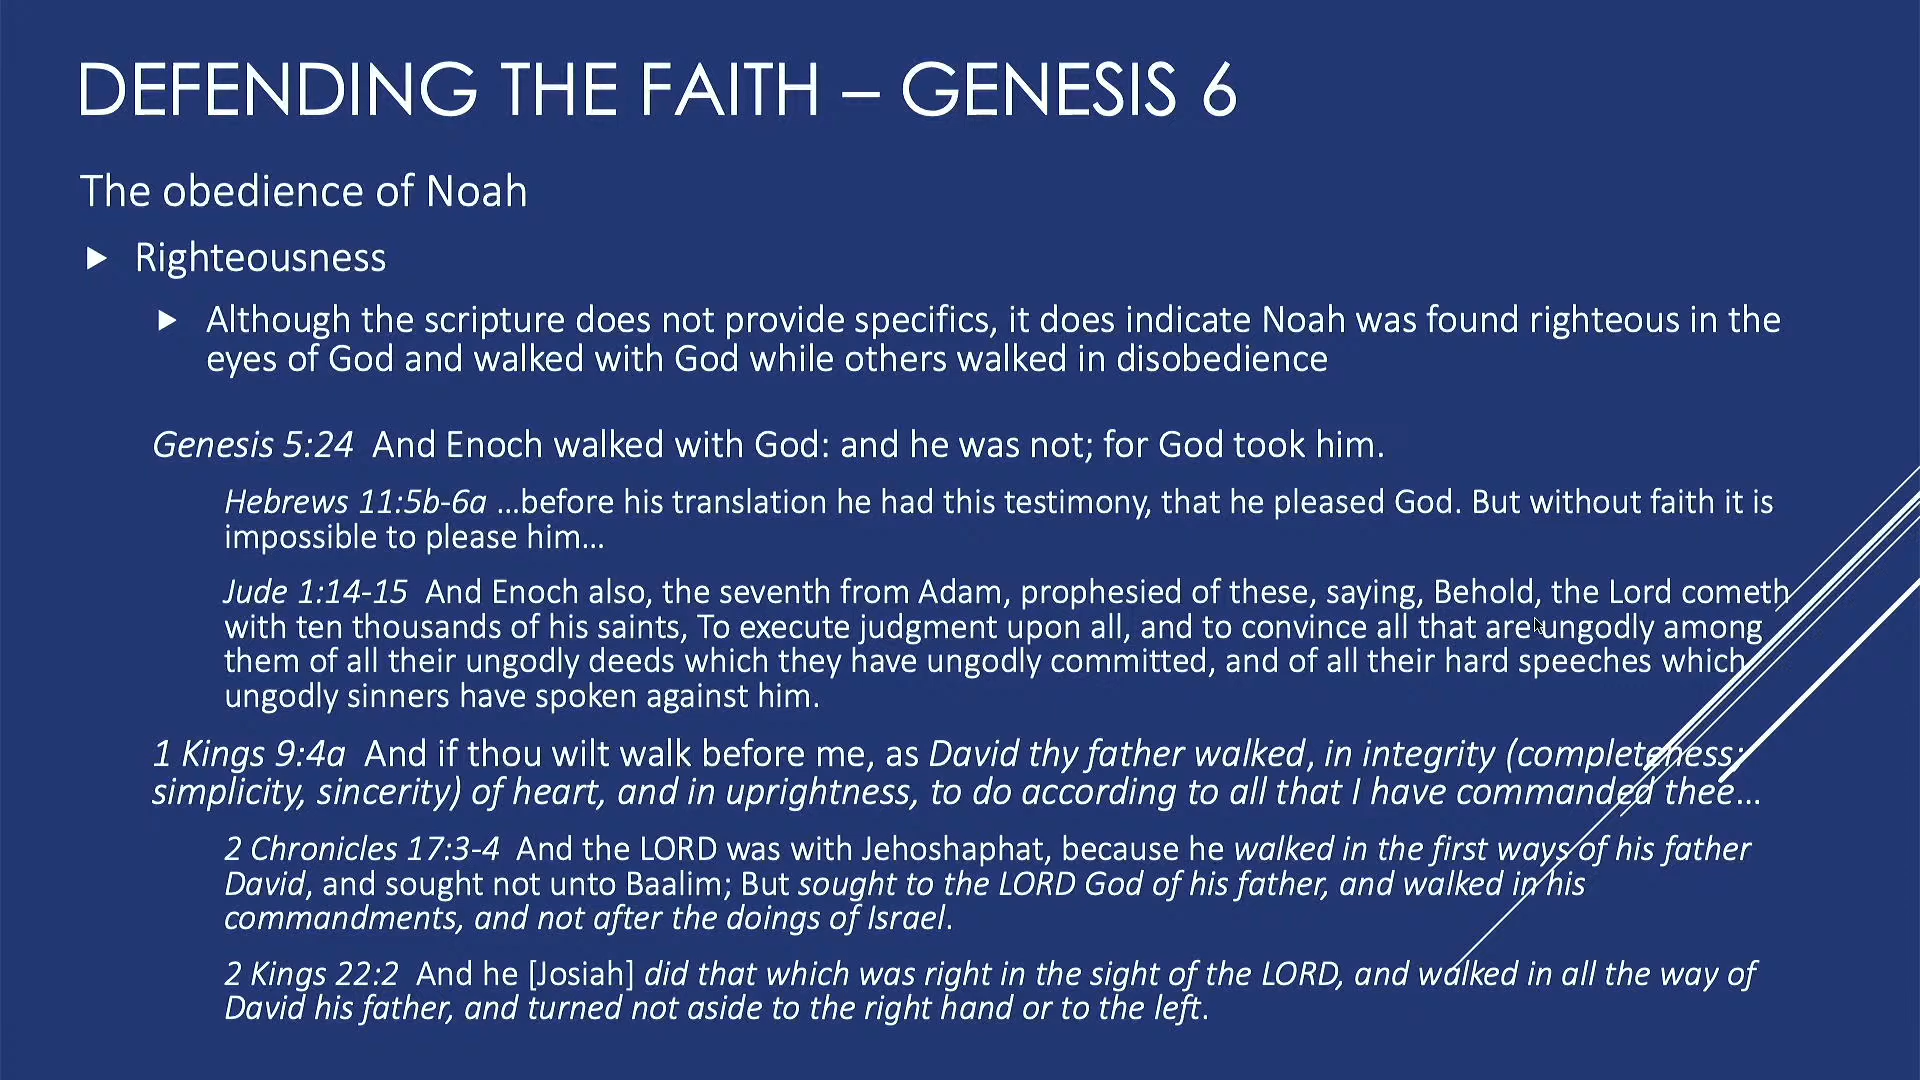 DEFENDING THE FAITH – GENESIS 6
The obedience of Noah
Righteousness
Although the scripture does not provide specifics, it does indicate Noah was found righteous in the
eyes of God and walked with God while others walked in disobedience
Genesis 5:24 And Enoch walked with God: and he was not; for God took him.
Hebrews 11:5b-6a …before his translation he had this testimony, that he pleased God. But without faith it is
impossible to please him…
Jude 1:14-15 And Enoch also, the seventh from Adam, prophesied of these, saying, Behold, the Lord cometh
with ten thousands of his saints, To execute judgment upon all, and to convince all that are ungodly among
them of all their ungodly deeds which they have ungodly committed, and of all their hard speeches which
ungodly sinners have spoken against him.
1 Kings 9:4a And if thou wilt walk before me, as David thy father walked, in integrity (completeness;
simplicity, sincerity) of heart, and in uprightness, to do according to all that I have commanded thee…
2 Chronicles 17:3-4 And the LORD was with Jehoshaphat, because he walked in the first ways of his father
David, and sought not unto Baalim; But sought to the LORD God of his father, and walked in his
commandments, and not after the doings of Israel.
2 Kings 22:2 And he [Josiah] did that which was right in the sight of the LORD, and walked in all the way of
David his father, and turned not aside to the right hand or to the left.